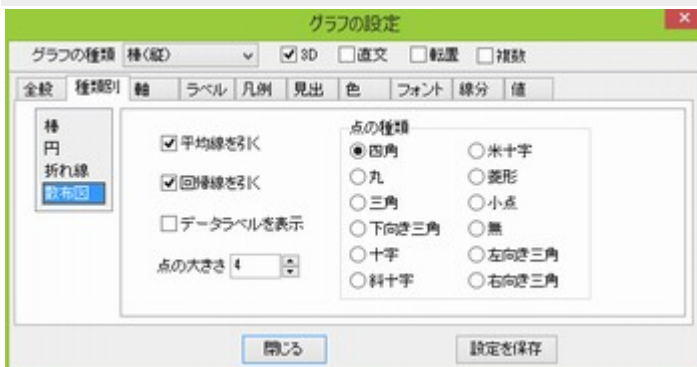 グラフの設定
グラフの種類 棒(縦) 3D 直交 転置 複数
全般 種類別 軸 ラベル 凡例 見出 色 フォント 線分 値
棒
円
折れ線
散布図
平均線を引く
回帰線を引く
データラベルを表示
点の大きさ 4
点の種類
四角 米十字
丸 菱形
三角 小点
下向き三角 無
十字 左向き三角
斜十字 右向き三角
閉じる 設定を保存